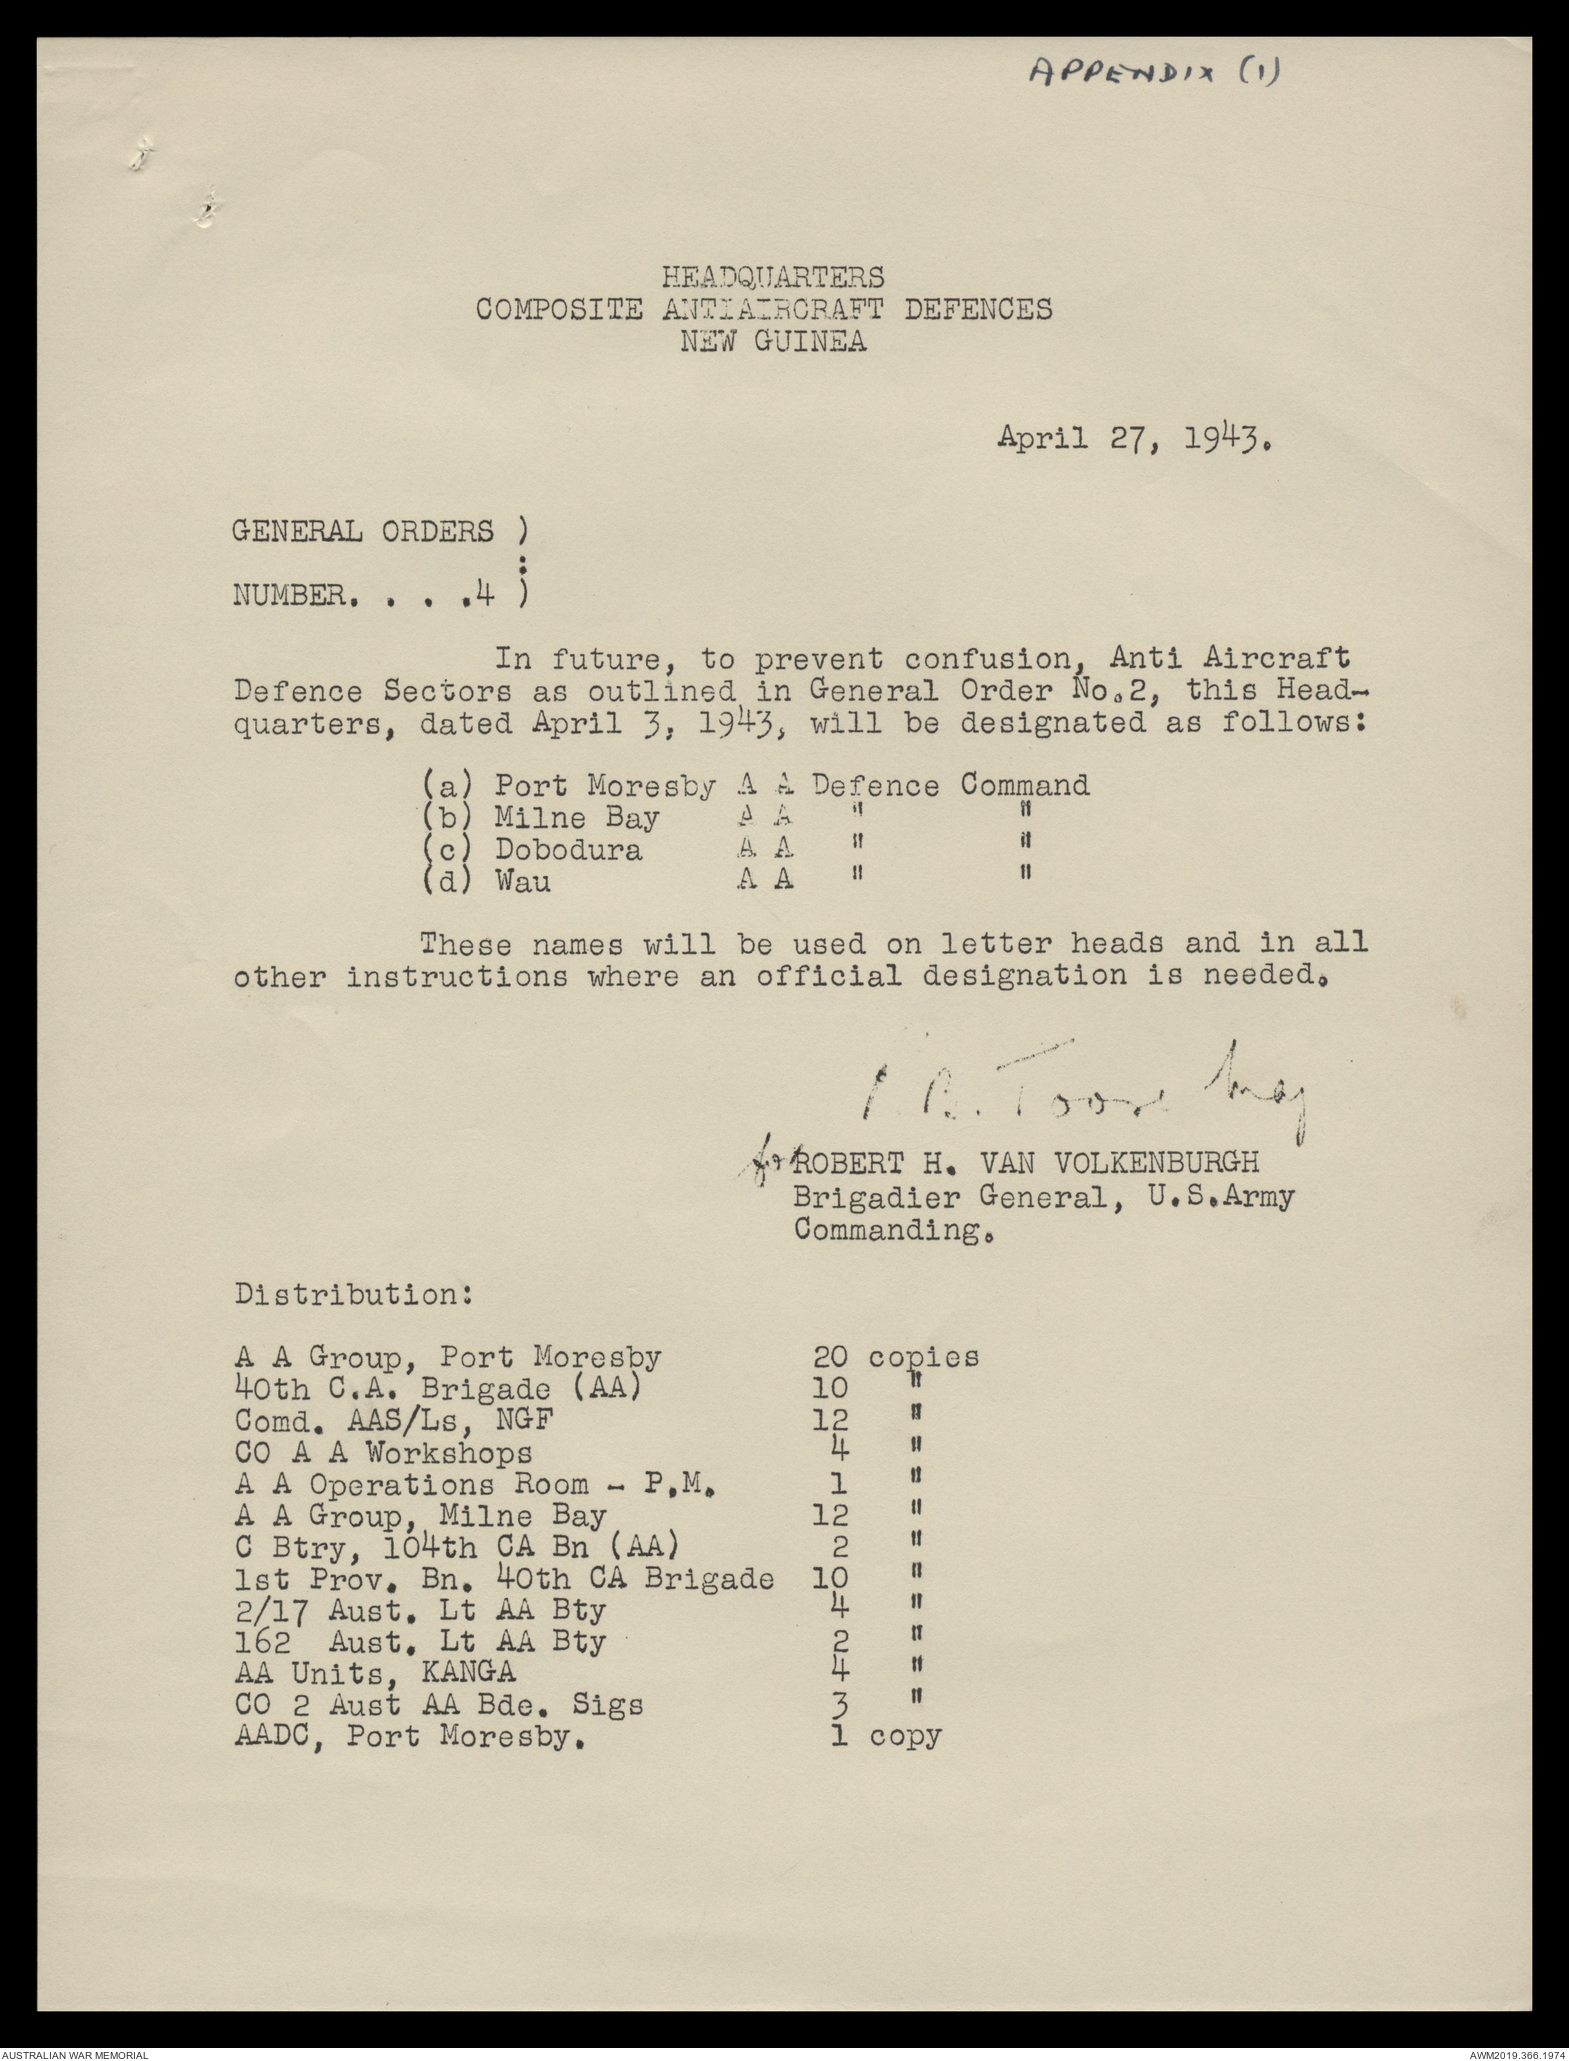 APPENDIX (1)
HEADQUARTERS
COMPOSITE ANTIAIRCRAFT DEFENCES
NEW GUINEA
April 27, 1943.
GENERAL ORDERS )
:
NUMBER. . . .4 )
In future, to prevent confusion, Anti Aircraft
Defence Sectors as outlined in General Order No.2, this Head-
quarters, dated April 3, 1943, will be designated as follows:
(a) Port Moresby A A Defence Command
(b) Milne Bay A A " "
(c) Dobodura A A " "
(d) Wau A A " "
These names will be used on letter heads and in all
other instructions where an official designation is needed.
B. Maj
for ROBERT H. VAN VOLKENBURGH
Brigadier General, U.S.Army
Commanding.
Distribution:
A A Group, Port Moresby 20 copies
40th C.A. Brigade (AA) 10 "
Comd. AAS/Ls, NGF 12 "
CO A A Workshops 4 "
A A Operations Room - P.M. 1 "
A A Group, Milne Bay 12 "
C Btry, 104th CA Bn (AA) 2 "
1st Prov. Bn. 40th CA Brigade 10 "
2/17 Aust. Lt AA Bty 4 "
162 Aust. Lt AA Bty 2 "
AA Units, KANGA 4 "
CO 2 Aust AA Bde. Sigs 3 "
AADC, Port Moresby. 1 copy
AUSTRALIAN WAR MEMORIAL AWM2019.366.1974